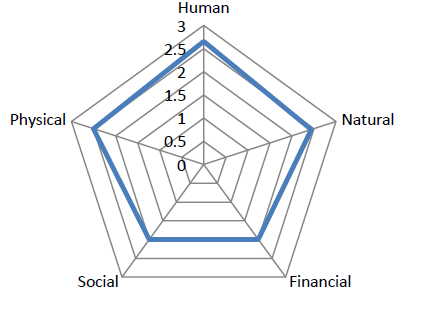 Human
3
2.5
2
1.5
1
0.5
0
Physical
Natural
Social
Financial